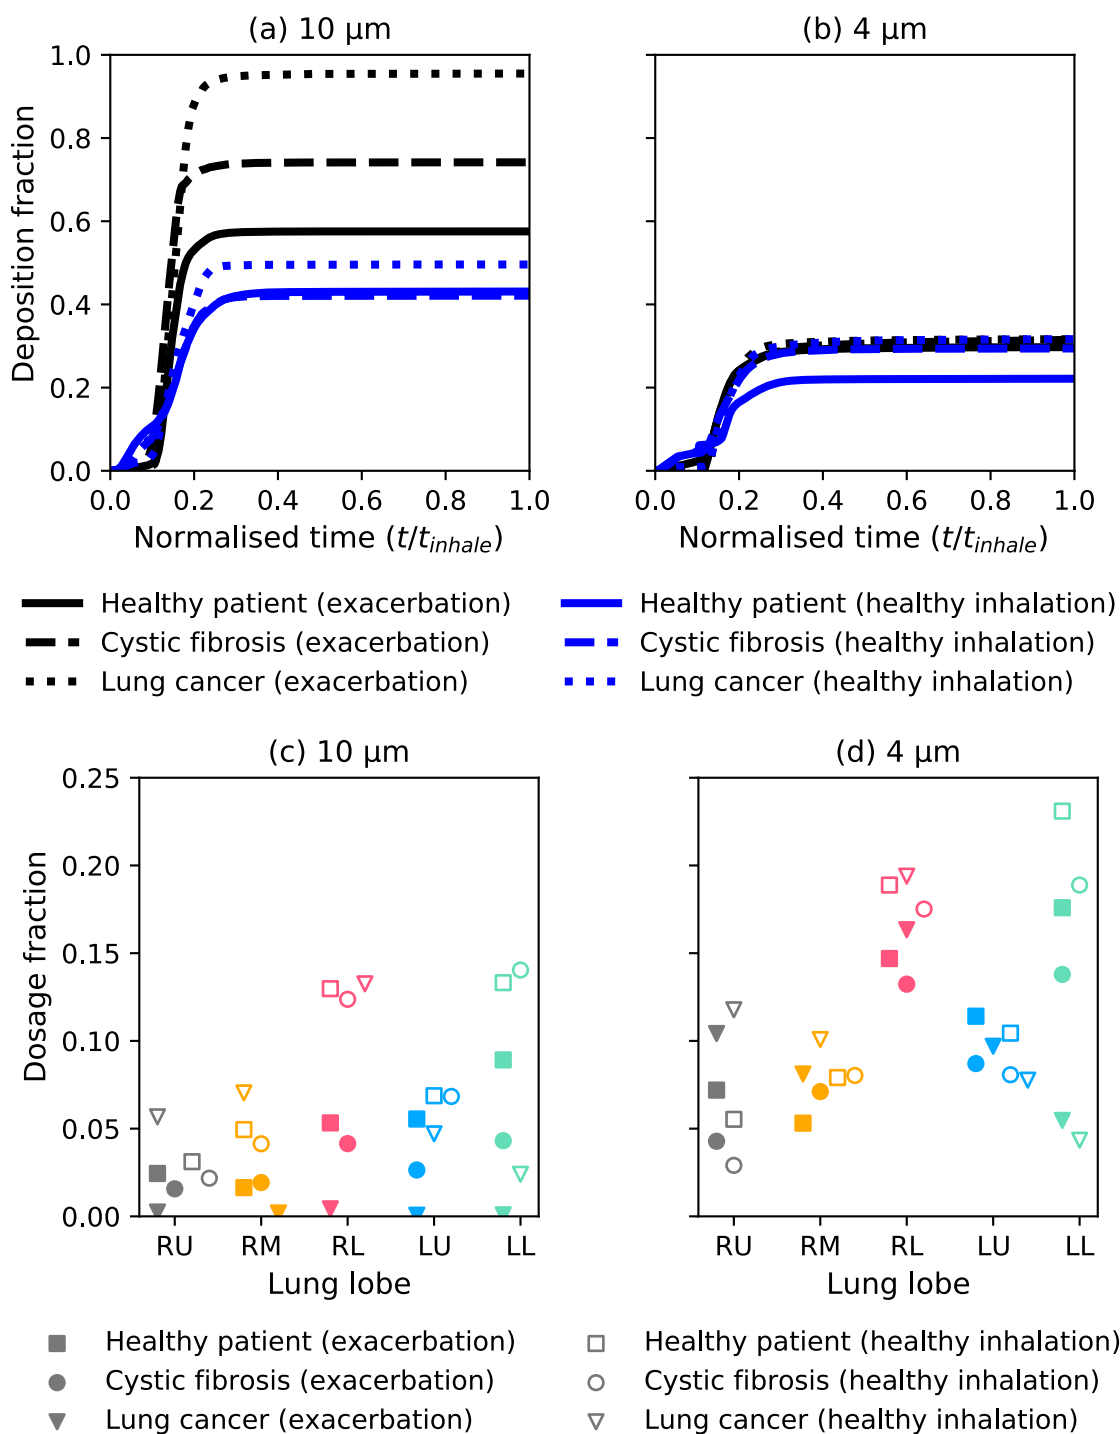 (a) 10 μm
(b) 4 μm
1.0
0.8
0.6
0.4
0.2
0.0
Deposition fraction
0.0 0.2 0.4 0.6 0.8 1.0
0.0 0.2 0.4 0.6 0.8 1.0
Normalised time (t/t_inhale)
Normalised time (t/t_inhale)
Healthy patient (exacerbation)
Cystic fibrosis (exacerbation)
Lung cancer (exacerbation)
Healthy patient (healthy inhalation)
Cystic fibrosis (healthy inhalation)
Lung cancer (healthy inhalation)
(c) 10 μm
(d) 4 μm
0.25
0.20
0.15
0.10
0.05
0.00
Dosage fraction
RU RM RL LU LL
RU RM RL LU LL
Lung lobe
Lung lobe
Healthy patient (exacerbation)
Cystic fibrosis (exacerbation)
Lung cancer (exacerbation)
Healthy patient (healthy inhalation)
Cystic fibrosis (healthy inhalation)
Lung cancer (healthy inhalation)